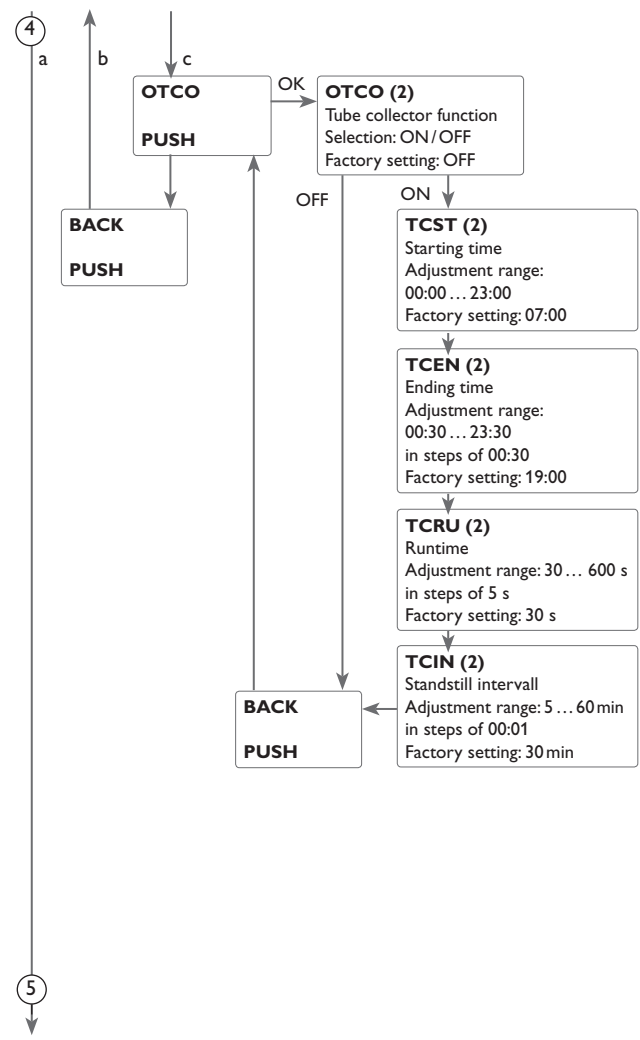 4
a
b
c
OTCO
PUSH
OK
OTCO (2)
Tube collector function
Selection: ON / OFF
Factory setting: OFF
OFF
ON
BACK
PUSH
TCST (2)
Starting time
Adjustment range:
00:00 … 23:00
Factory setting: 07:00
TCEN (2)
Ending time
Adjustment range:
00:30 … 23:30
in steps of 00:30
Factory setting: 19:00
TCRU (2)
Runtime
Adjustment range: 30 … 600 s
in steps of 5 s
Factory setting: 30 s
TCIN (2)
Standstill intervall
Adjustment range: 5 … 60 min
in steps of 00:01
Factory setting: 30 min
BACK
PUSH
5